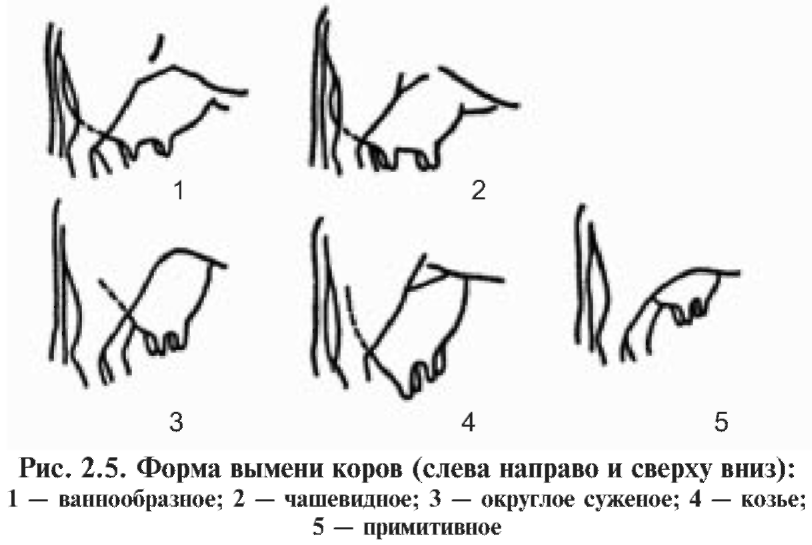 1
2
3
4
5
Рис. 2.5. Форма вымени коров (слева направо и сверху вниз):
1 — ваннообразное; 2 — чашевидное; 3 — округлое суженое; 4 — козье;
5 — примитивное